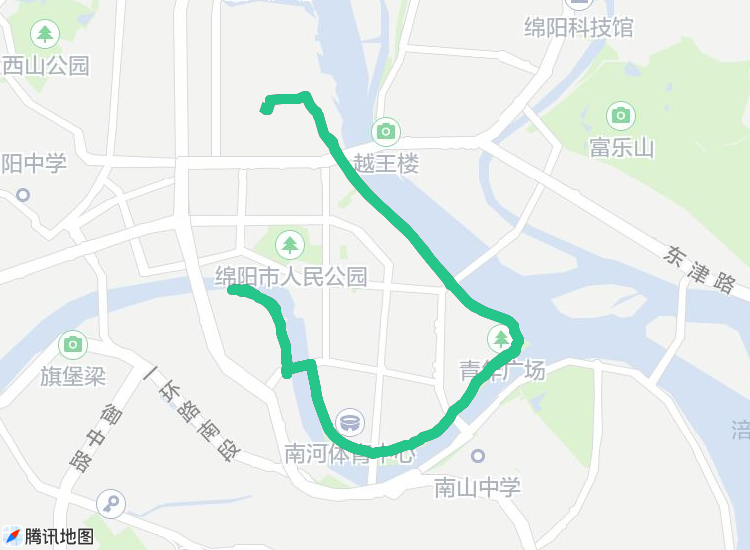 绵阳科技馆
西山公园
富乐山
越王楼
阳中学
东津路
绵阳市人民公园
旗堡梁
青年广场
一环路南段
御中路
涪
南河体育中心
南山中学
腾讯地图